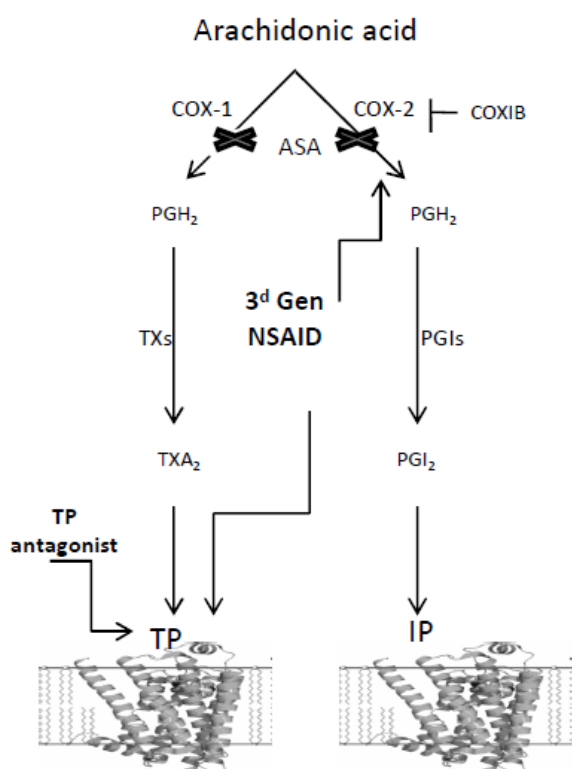 Arachidonic acid
COX-1
COX-2
COXIB
ASA
PGH₂
PGH₂
3ᵈ Gen
NSAID
TXs
PGIs
TXA₂
PGI₂
TP
antagonist
TP
IP